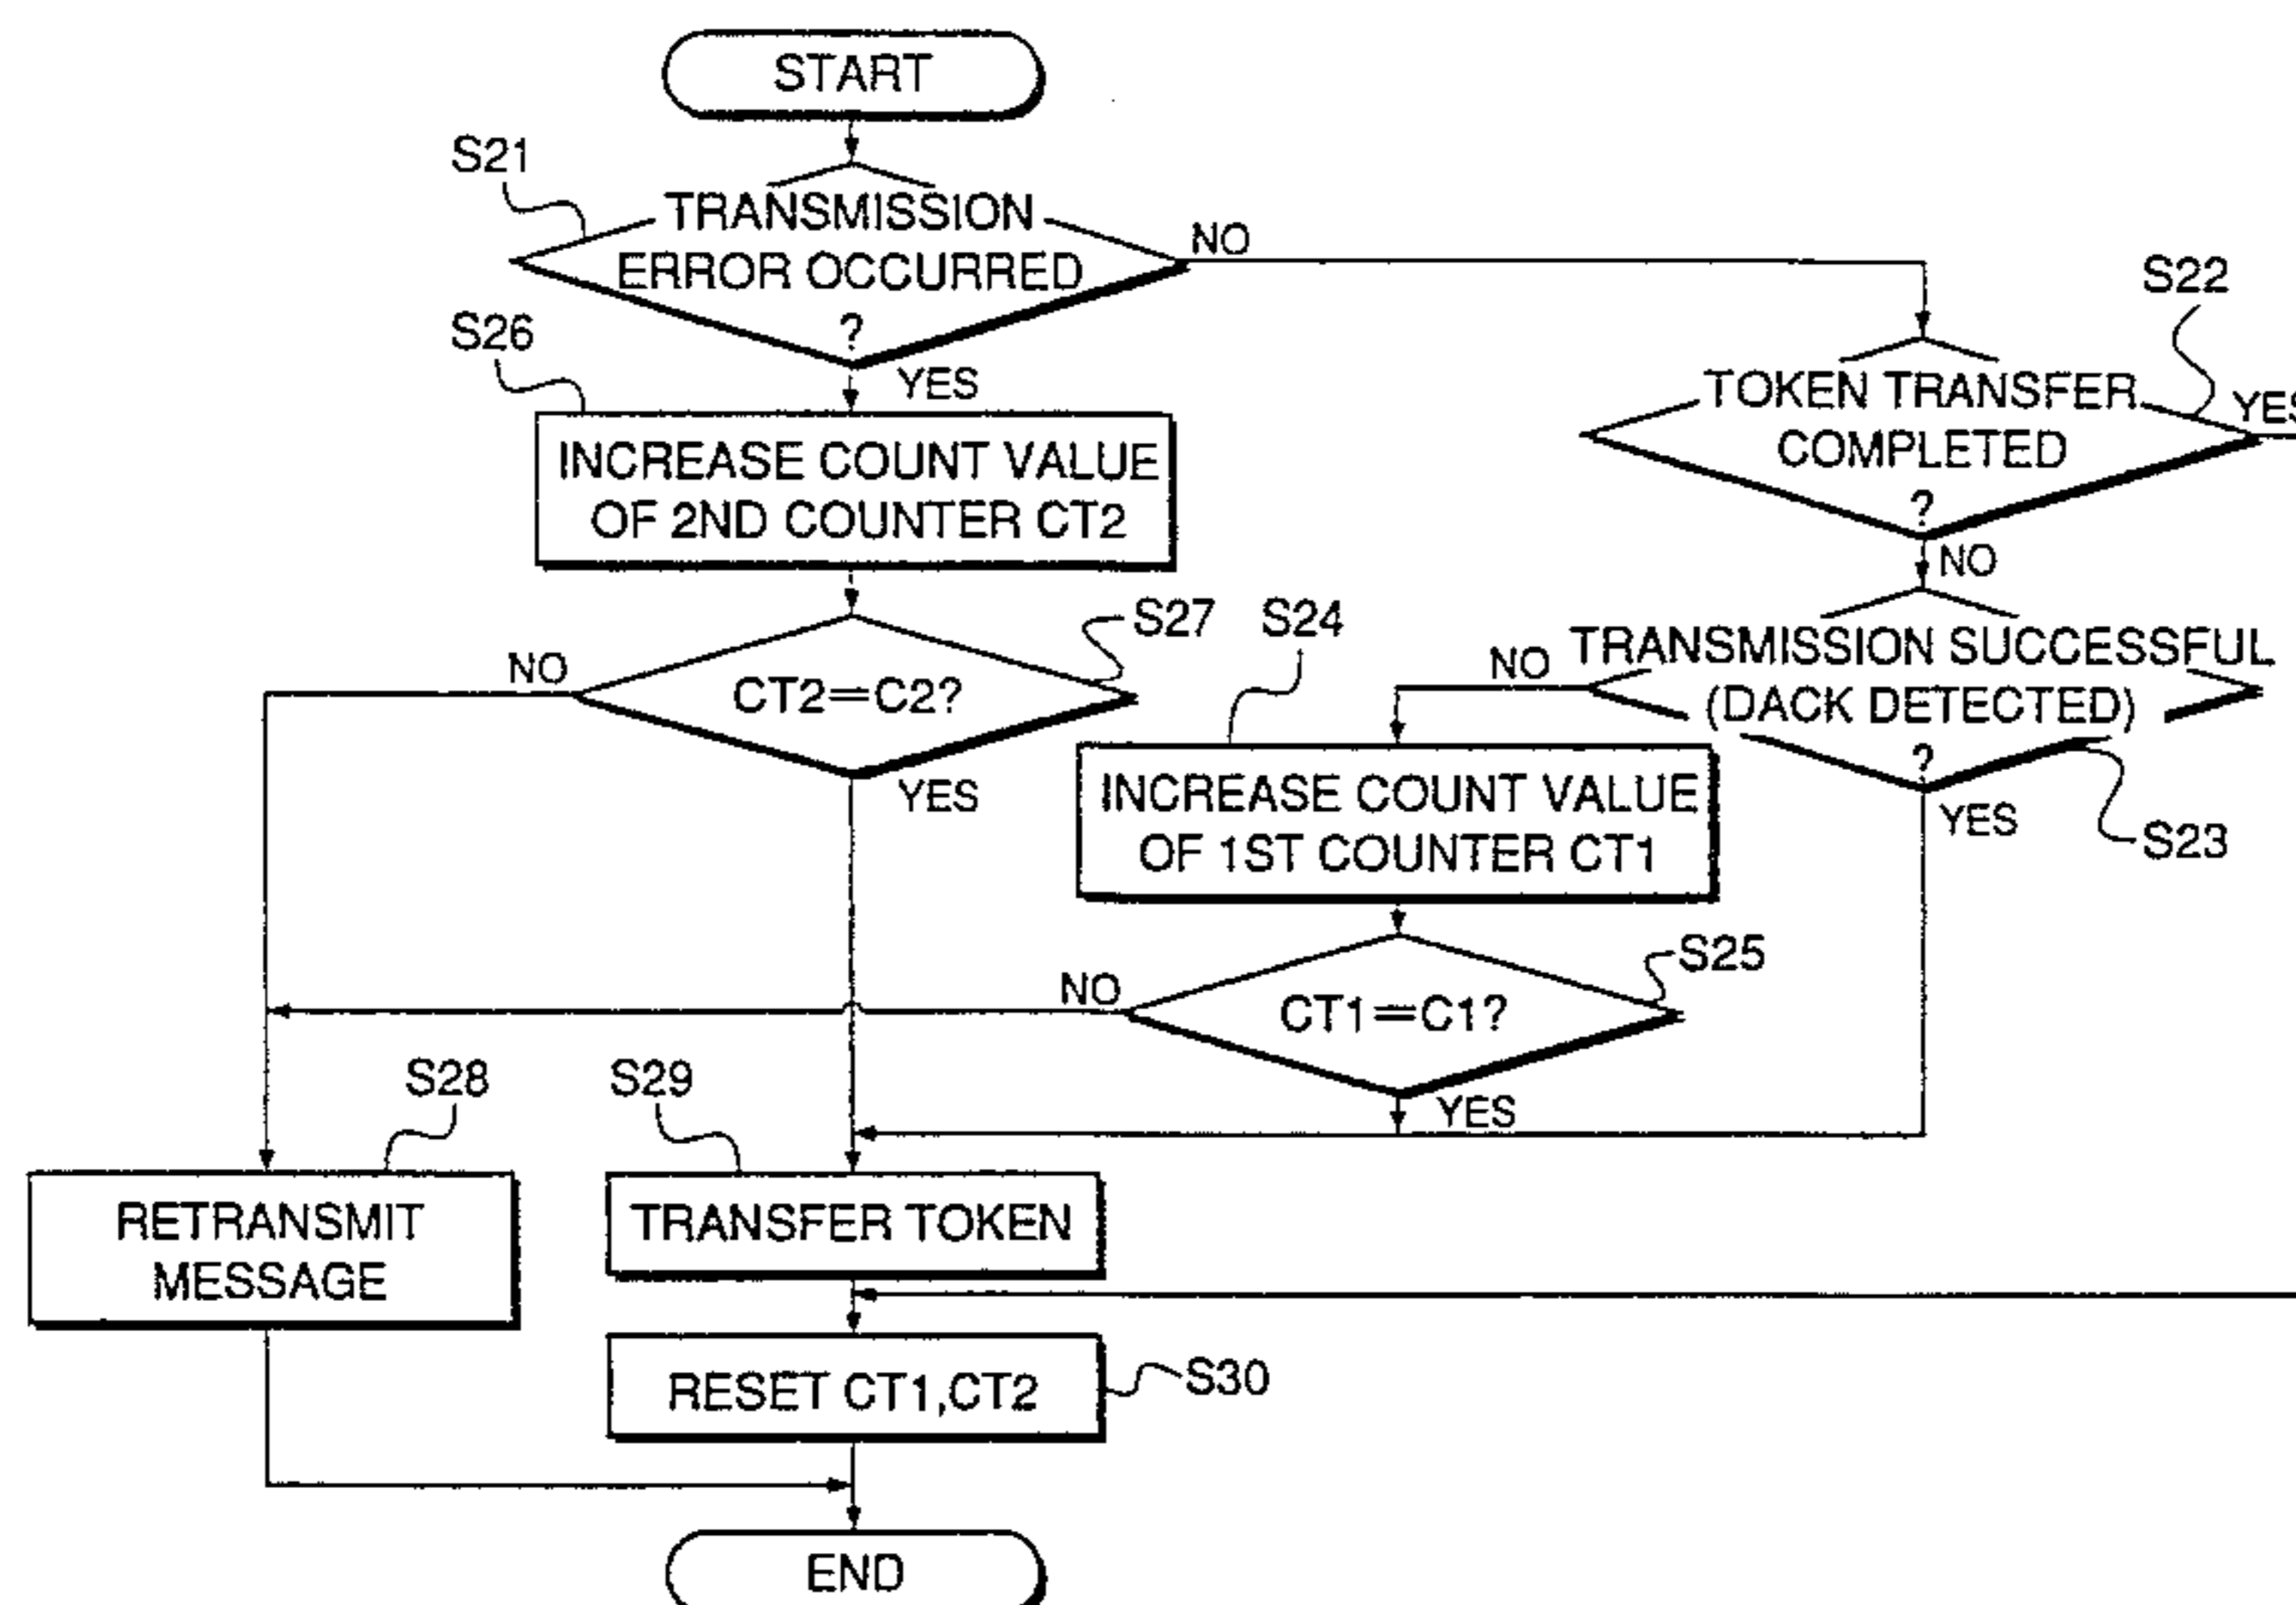 START
S21
TRANSMISSION
ERROR OCCURRED
?
NO
YES
S22
TOKEN TRANSFER
COMPLETED
?
YES
NO
S26
INCREASE COUNT VALUE
OF 2ND COUNTER CT2
S27
CT2=C2?
NO
YES
S24
TRANSMISSION SUCCESSFUL
(DACK DETECTED)
?
NO
YES
S23
INCREASE COUNT VALUE
OF 1ST COUNTER CT1
S25
CT1=C1?
NO
YES
S28
RETRANSMIT
MESSAGE
S29
TRANSFER TOKEN
RESET CT1,CT2
S30
END